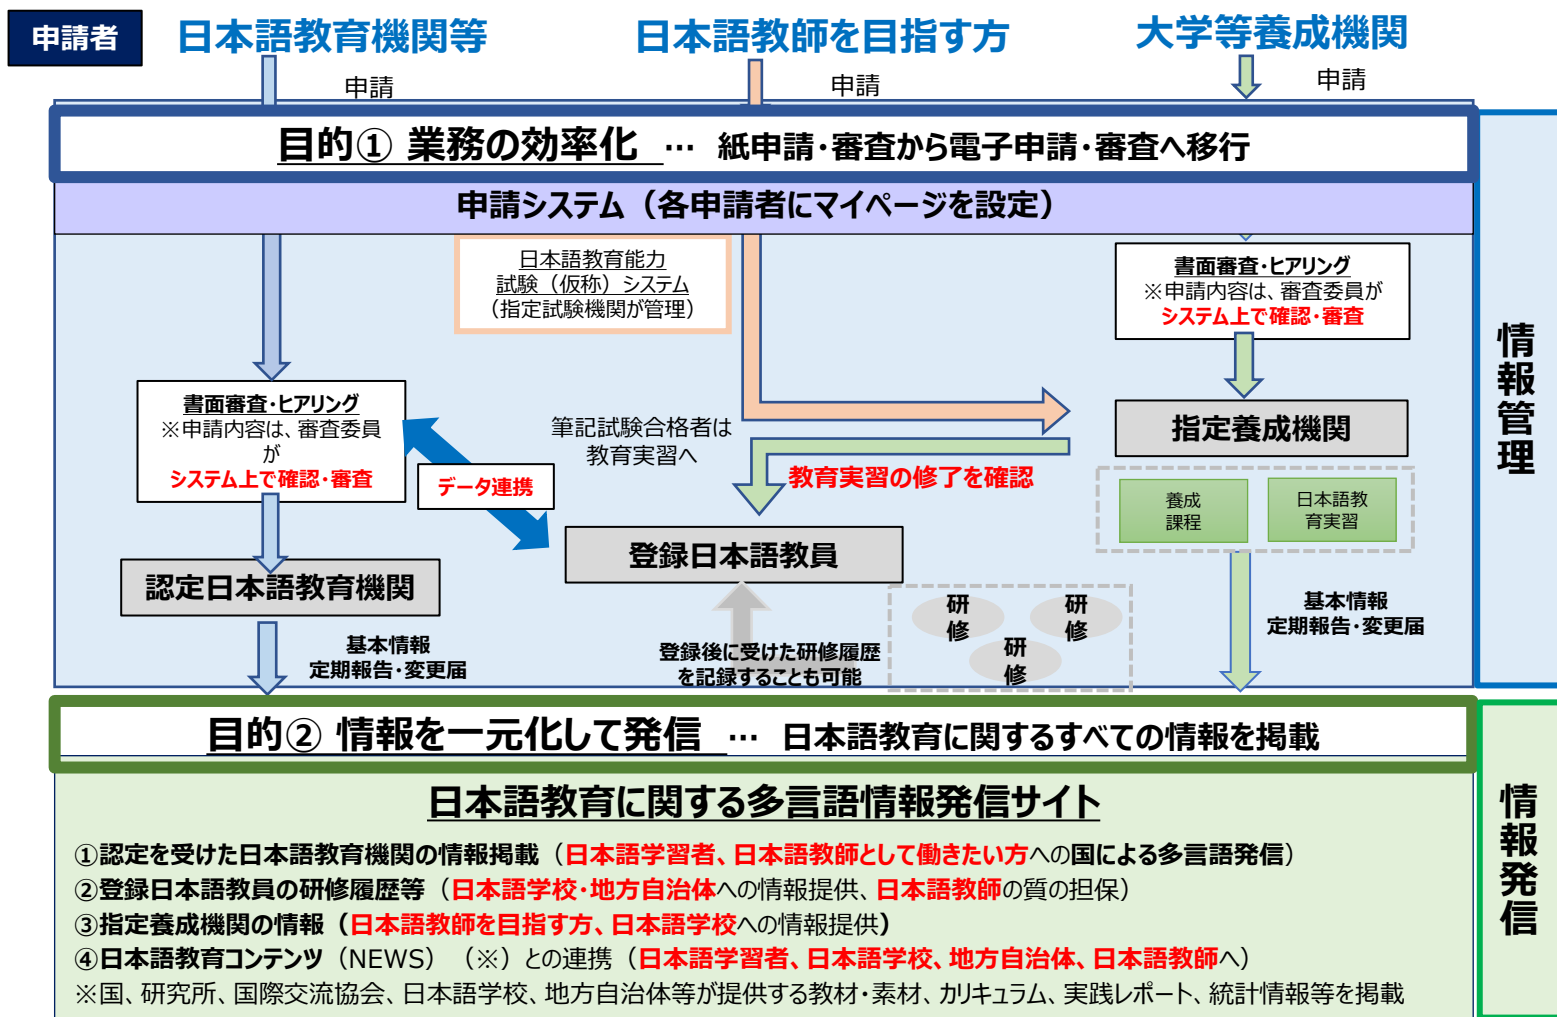 申請者
日本語教育機関等
日本語教師を目指す方
大学等養成機関
申請
申請
申請
目的① 業務の効率化 … 紙申請・審査から電子申請・審査へ移行
申請システム（各申請者にマイページを設定）
日本語教育能力
試験（仮称）システム
（指定試験機関が管理）
書面審査・ヒアリング
※申請内容は、審査委員が
システム上で確認・審査
情報管理
書面審査・ヒアリング
※申請内容は、審査委員
が
システム上で確認・審査
筆記試験合格者は
教育実習へ
指定養成機関
データ連携
教育実習の修了を確認
養成
課程
日本語教
育実習
登録日本語教員
認定日本語教育機関
研
修
研
修
研
修
基本情報
定期報告・変更届
登録後に受けた研修履歴
を記録することも可能
基本情報
定期報告・変更届
目的② 情報を一元化して発信 … 日本語教育に関するすべての情報を掲載
情報発信
日本語教育に関する多言語情報発信サイト
①認定を受けた日本語教育機関の情報掲載（日本語学習者、日本語教師として働きたい方への国による多言語発信）
②登録日本語教員の研修履歴等（日本語学校・地方自治体への情報提供、日本語教師の質の担保）
③指定養成機関の情報（日本語教師を目指す方、日本語学校への情報提供）
④日本語教育コンテンツ（NEWS）（※）との連携（日本語学習者、日本語学校、地方自治体、日本語教師へ）
※国、研究所、国際交流協会、日本語学校、地方自治体等が提供する教材・素材、カリキュラム、実践レポート、統計情報等を掲載